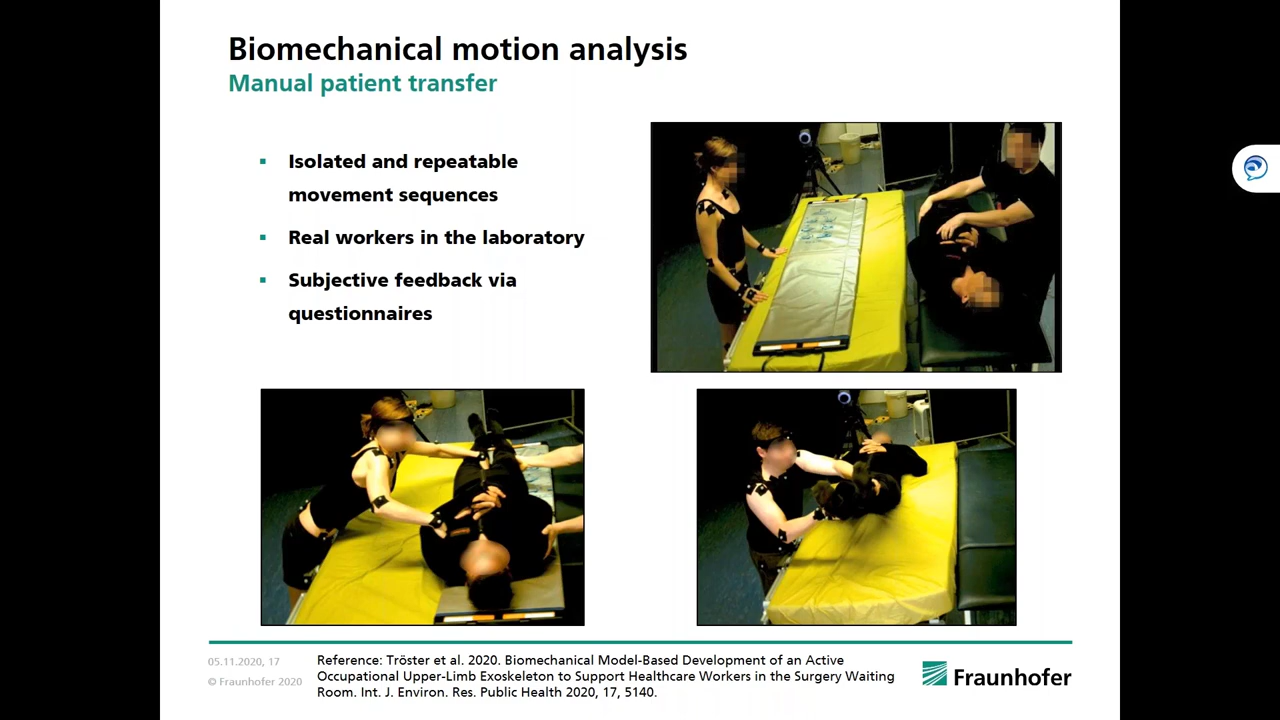 Biomechanical motion analysis
Manual patient transfer
▪ Isolated and repeatable
movement sequences
▪ Real workers in the laboratory
▪ Subjective feedback via
questionnaires
05.11.2020, 17
© Fraunhofer 2020
Reference: Tröster et al. 2020. Biomechanical Model-Based Development of an Active
Occupational Upper-Limb Exoskeleton to Support Healthcare Workers in the Surgery Waiting
Room. Int. J. Environ. Res. Public Health 2020, 17, 5140.
Fraunhofer